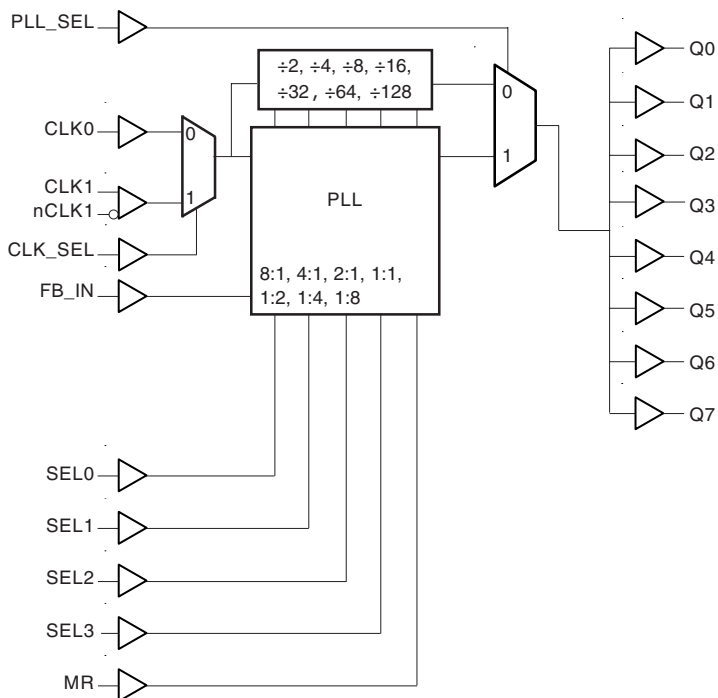 PLL_SEL
÷2, ÷4, ÷8, ÷16,
÷32, ÷64, ÷128
0
1
CLK0
0
CLK1
nCLK1
1
CLK_SEL
FB_IN
PLL
8:1, 4:1, 2:1, 1:1,
1:2, 1:4, 1:8
SEL0
SEL1
SEL2
SEL3
MR
Q0
Q1
Q2
Q3
Q4
Q5
Q6
Q7